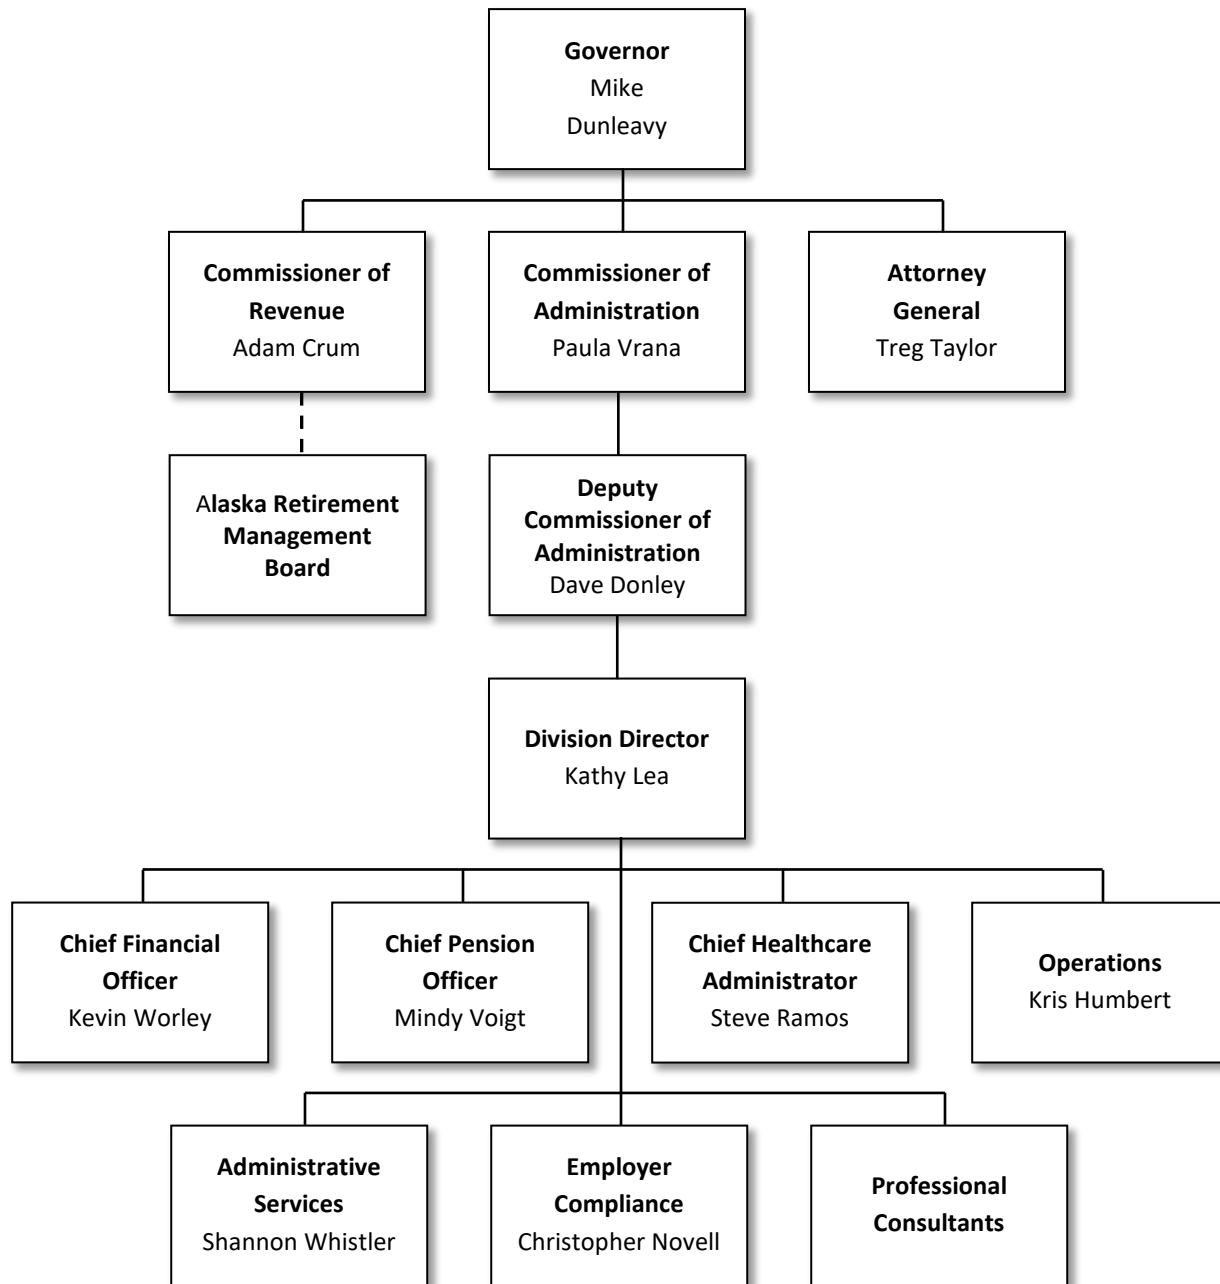 Governor
Mike
Dunleavy
Commissioner of
Revenue
Adam Crum
Commissioner of
Administration
Paula Vrana
Attorney
General
Treg Taylor
Alaska Retirement
Management
Board
Deputy
Commissioner of
Administration
Dave Donley
Division Director
Kathy Lea
Chief Financial
Officer
Kevin Worley
Chief Pension
Officer
Mindy Voigt
Chief Healthcare
Administrator
Steve Ramos
Operations
Kris Humbert
Administrative
Services
Shannon Whistler
Employer
Compliance
Christopher Novell
Professional
Consultants